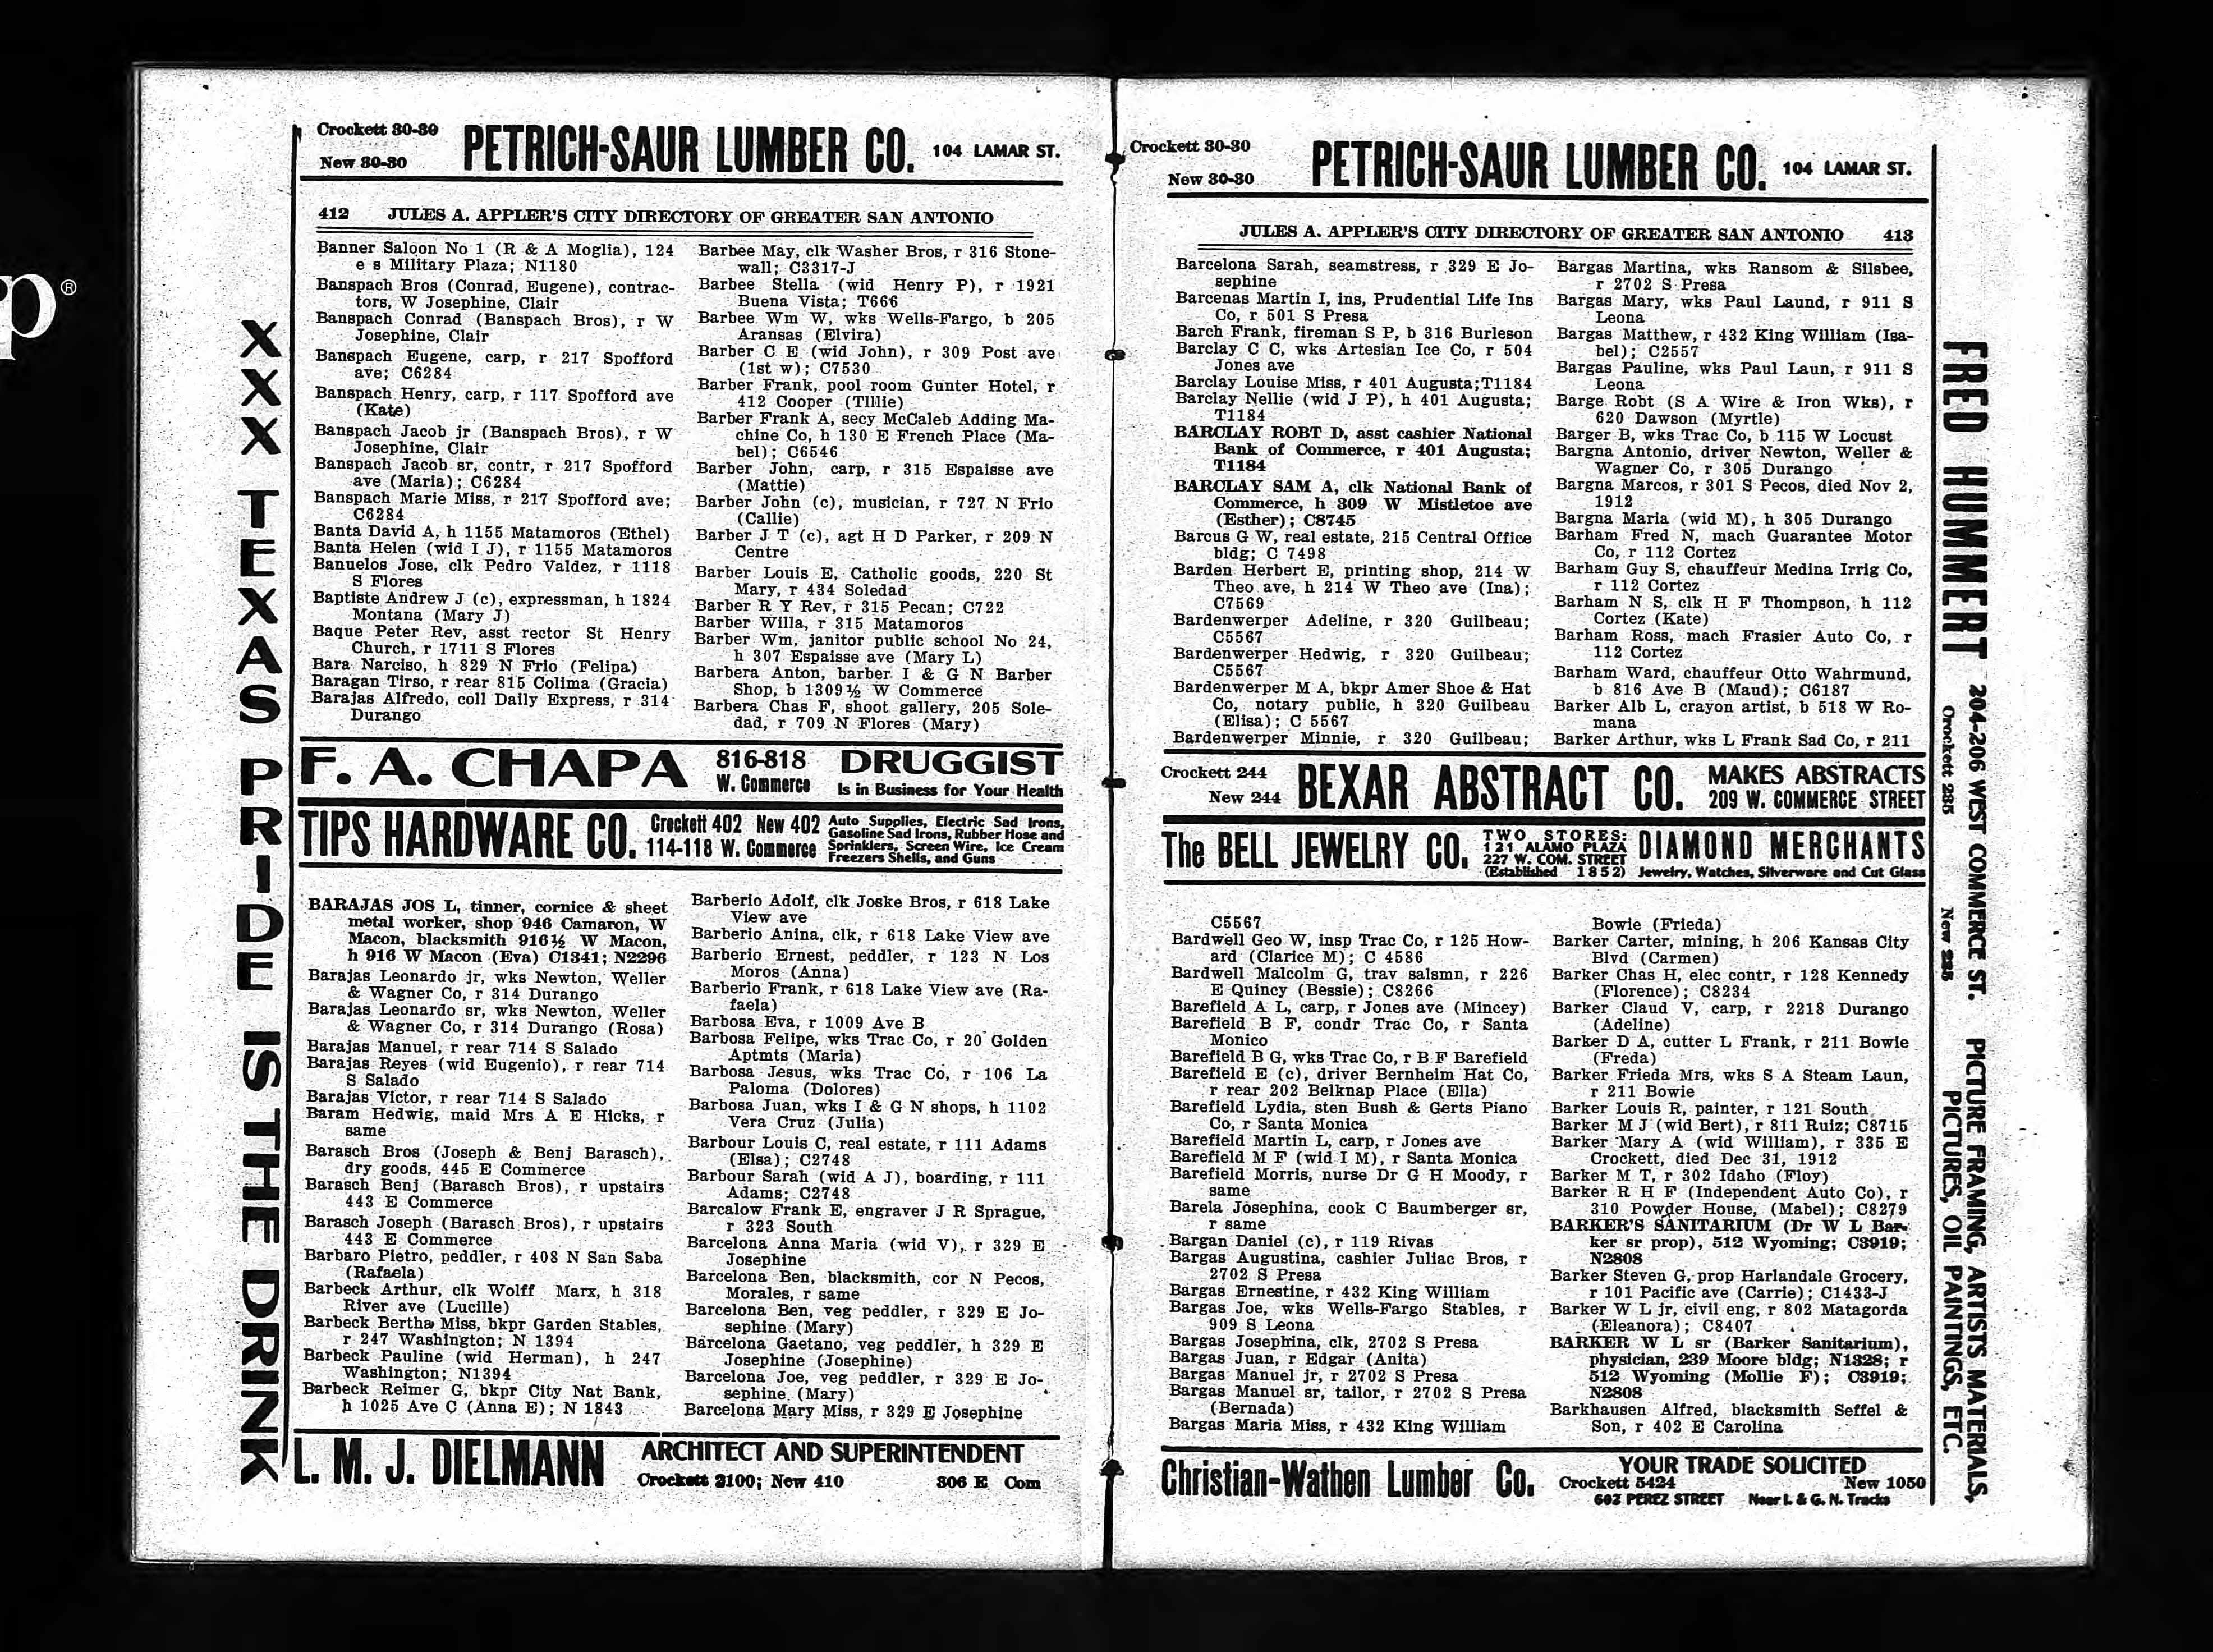 p®
XXX TEXAS PRIDE IS THE DRINK
Crockett 30-30
New 30-30
PETRICH-SAUR LUMBER CO. 104 LAMAR ST.
412 JULES A. APPLER'S CITY DIRECTORY OF GREATER SAN ANTONIO
Banner Saloon No 1 (R & A Moglia), 124
e s Military Plaza; N1180
Banspach Bros (Conrad, Eugene), contrac-
tors, W Josephine, Clair
Banspach Conrad (Banspach Bros), r W
Josephine, Clair
Banspach Eugene, carp, r 217 Spofford
ave; C6284
Banspach Henry, carp, r 117 Spofford ave
(Kate)
Banspach Jacob jr (Banspach Bros), r W
Josephine, Clair
Banspach Jacob sr, contr, r 217 Spofford
ave (Maria); C6284
Banspach Marie Miss, r 217 Spofford ave;
C6284
Banta David A, h 1155 Matamoros (Ethel)
Banta Helen (wid I J), r 1155 Matamoros
Banuelos Jose, clk Pedro Valdez, r 1118
S Flores
Baptiste Andrew J (c), expressman, h 1824
Montana (Mary J)
Baque Peter Rev, asst rector St Henry
Church, r 1711 S Flores
Bara Narciso, h 829 N Frio (Felipa)
Baragan Tirso, r rear 815 Colima (Gracia)
Barajas Alfredo, coll Daily Express, r 314
Durango
Barbee May, clk Washer Bros, r 316 Stone-
wall; C3317-J
Barbee Stella (wid Henry P), r 1921
Buena Vista; T666
Barbee Wm W, wks Wells-Fargo, b 205
Aransas (Elvira)
Barber C E (wid John), r 309 Post ave
(1st w); C7530
Barber Frank, pool room Gunter Hotel, r
412 Cooper (Tillie)
Barber Frank A, secy McCaleb Adding Ma-
chine Co, h 130 E French Place (Ma-
bel); C6546
Barber John, carp, r 315 Espaisse ave
(Mattie)
Barber John (c), musician, r 727 N Frio
(Callie)
Barber J T (c), agt H D Parker, r 209 N
Centre
Barber Louis E, Catholic goods, 220 St
Mary, r 434 Soledad
Barber R Y Rev, r 315 Pecan; C722
Barber Willa, r 315 Matamoros
Barber Wm, janitor public school No 24,
h 307 Espaisse ave (Mary L)
Barbera Anton, barber I & G N Barber
Shop, b 1309½ W Commerce
Barbera Chas F, shoot gallery, 205 Sole-
dad, r 709 N Flores (Mary)
F. A. CHAPA 816-818 W. Commerce DRUGGIST
Is in Business for Your Health
TIPS HARDWARE CO. Crockett 402 New 402
114-118 W. Commerce
Auto Supplies, Electric Sad Irons,
Gasoline Sad Irons, Rubber Hose and
Sprinklers, Screen Wire, Ice Cream
Freezers Shells, and Guns
BARAJAS JOS L, tinner, cornice & sheet
metal worker, shop 946 Camaron, W
Macon, blacksmith 916½ W Macon,
h 916 W Macon (Eva) C1341; N2296
Barajas Leonardo jr, wks Newton, Weller
& Wagner Co, r 314 Durango
Barajas Leonardo sr, wks Newton, Weller
& Wagner Co, r 314 Durango (Rosa)
Barajas Manuel, r rear 714 S Salado
Barajas Reyes (wid Eugenio), r rear 714
S Salado
Barajas Victor, r rear 714 S Salado
Baram Hedwig, maid Mrs A E Hicks, r
same
Barasch Bros (Joseph & Benj Barasch),
dry goods, 445 E Commerce
Barasch Benj (Barasch Bros), r upstairs
443 E Commerce
Barasch Joseph (Barasch Bros), r upstairs
443 E Commerce
Barbaro Pietro, peddler, r 408 N San Saba
(Rafaela)
Barbeck Arthur, clk Wolff Marx, h 318
River ave (Lucille)
Barbeck Bertha Miss, bkpr Garden Stables,
r 247 Washington; N 1394
Barbeck Pauline (wid Herman), h 247
Washington; N1394
Barbeck Reimer G, bkpr City Nat Bank,
h 1025 Ave C (Anna E); N 1843
Barberio Adolf, clk Joske Bros, r 618 Lake
View ave
Barberio Anina, clk, r 618 Lake View ave
Barberio Ernest, peddler, r 123 N Los
Moros (Anna)
Barberio Frank, r 618 Lake View ave (Ra-
faela)
Barbosa Eva, r 1009 Ave B
Barbosa Felipe, wks Trac Co, r 20 Golden
Aptmts (Maria)
Barbosa Jesus, wks Trac Co, r 106 La
Paloma (Dolores)
Barbosa Juan, wks I & G N shops, h 1102
Vera Cruz (Julia)
Barbour Louis C, real estate, r 111 Adams
(Elsa); C2748
Barbour Sarah (wid A J), boarding, r 111
Adams; C2748
Barcalow Frank E, engraver J R Sprague,
r 323 South
Barcelona Anna Maria (wid V), r 329 E
Josephine
Barcelona Ben, blacksmith, cor N Pecos,
Morales, r same
Barcelona Ben, veg peddler, r 329 E Jo-
sephine (Mary)
Barcelona Gaetano, veg peddler, h 329 E
Josephine (Josephine)
Barcelona Joe, veg peddler, r 329 E Jo-
sephine (Mary)
Barcelona Mary Miss, r 329 E Josephine
L. M. J. DIELMANN ARCHITECT AND SUPERINTENDENT
Crockett 2100; New 410 306 E Com
Crockett 30-30
New 30-30
PETRICH-SAUR LUMBER CO. 104 LAMAR ST.
JULES A. APPLER'S CITY DIRECTORY OF GREATER SAN ANTONIO 413
Barcelona Sarah, seamstress, r 329 E Jo-
sephine
Barcenas Martin I, ins, Prudential Life Ins
Co, r 501 S Presa
Barch Frank, fireman S P, b 316 Burleson
Barclay C C, wks Artesian Ice Co, r 504
Jones ave
Barclay Louise Miss, r 401 Augusta;T1184
Barclay Nellie (wid J P), h 401 Augusta;
T1184
BARCLAY ROBT D, asst cashier National
Bank of Commerce, r 401 Augusta;
T1184
BARCLAY SAM A, clk National Bank of
Commerce, h 309 W Mistletoe ave
(Esther); C8745
Barcus G W, real estate, 215 Central Office
bldg; C 7498
Barden Herbert E, printing shop, 214 W
Theo ave, h 214 W Theo ave (Ina);
C7569
Bardenwerper Adeline, r 320 Guilbeau;
C5567
Bardenwerper Hedwig, r 320 Guilbeau;
C5567
Bardenwerper M A, bkpr Amer Shoe & Hat
Co, notary public, h 320 Guilbeau
(Elisa); C 5567
Bardenwerper Minnie, r 320 Guilbeau;
Bargas Martina, wks Ransom & Silsbee,
r 2702 S Presa
Bargas Mary, wks Paul Laund, r 911 S
Leona
Bargas Matthew, r 432 King William (Isa-
bel); C2557
Bargas Pauline, wks Paul Laun, r 911 S
Leona
Barge Robt (S A Wire & Iron Wks), r
620 Dawson (Myrtle)
Barger B, wks Trac Co, b 115 W Locust
Bargna Antonio, driver Newton, Weller &
Wagner Co, r 305 Durango
Bargna Marcos, r 301 S Pecos, died Nov 2,
1912
Bargna Maria (wid M), h 305 Durango
Barham Fred N, mach Guarantee Motor
Co, r 112 Cortez
Barham Guy S, chauffeur Medina Irrig Co,
r 112 Cortez
Barham N S, clk H F Thompson, h 112
Cortez (Kate)
Barham Ross, mach Frasier Auto Co, r
112 Cortez
Barham Ward, chauffeur Otto Wahrmund,
b 816 Ave B (Maud); C6187
Barker Alb L, crayon artist, b 518 W Ro-
mana
Barker Arthur, wks L Frank Sad Co, r 211
Crockett 244
New 244
BEXAR ABSTRACT CO. MAKES ABSTRACTS
209 W. COMMERCE STREET
The BELL JEWELRY CO.
TWO STORES:
121 ALAMO PLAZA
227 W. COM. STREET
(Established 1852)
DIAMOND MERCHANTS
Jewelry, Watches, Silverware and Cut Glass
C5567
Bardwell Geo W, insp Trac Co, r 125 How-
ard (Clarice M); C 4586
Bardwell Malcolm G, trav salsmn, r 226
E Quincy (Bessie); C8266
Barefield A L, carp, r Jones ave (Mincey)
Barefield B F, condr Trac Co, r Santa
Monico
Barefield B G, wks Trac Co, r B F Barefield
Barefield E (c), driver Bernheim Hat Co,
r rear 202 Belknap Place (Ella)
Barefield Lydia, sten Bush & Gerts Piano
Co, r Santa Monica
Barefield Martin L, carp, r Jones ave
Barefield M F (wid I M), r Santa Monica
Barefield Morris, nurse Dr G H Moody, r
same
Barela Josephina, cook C Baumberger sr,
r same
Bargan Daniel (c), r 119 Rivas
Bargas Augustina, cashier Juliac Bros, r
2702 S Presa
Bargas Ernestine, r 432 King William
Bargas Joe, wks Wells-Fargo Stables, r
909 S Leona
Bargas Josephina, clk, 2702 S Presa
Bargas Juan, r Edgar (Anita)
Bargas Manuel jr, r 2702 S Presa
Bargas Manuel sr, tailor, r 2702 S Presa
(Bernada)
Bargas Maria Miss, r 432 King William
Bowie (Frieda)
Barker Carter, mining, h 206 Kansas City
Blvd (Carmen)
Barker Chas H, elec contr, r 128 Kennedy
(Florence); C8234
Barker Claud V, carp, r 2218 Durango
(Adeline)
Barker D A, cutter L Frank, r 211 Bowie
(Freda)
Barker Frieda Mrs, wks S A Steam Laun,
r 211 Bowie
Barker Louis R, painter, r 121 South
Barker M J (wid Bert), r 811 Ruiz; C8715
Barker Mary A (wid William), r 335 E
Crockett, died Dec 31, 1912
Barker M T, r 302 Idaho (Floy)
Barker R H F (Independent Auto Co), r
310 Powder House, (Mabel); C8279
BARKER'S SANITARIUM (Dr W L Bar-
ker sr prop), 512 Wyoming; C3919;
N2808
Barker Steven G, prop Harlandale Grocery,
r 101 Pacific ave (Carrie); C1433-J
Barker W L jr, civil eng, r 802 Matagorda
(Eleanora); C8407
BARKER W L sr (Barker Sanitarium),
physician, 239 Moore bldg; N1328; r
512 Wyoming (Mollie F); C3919;
N2808
Barkhausen Alfred, blacksmith Seffel &
Son, r 402 E Carolina
Christian-Wathen Lumber Co.
YOUR TRADE SOLICITED
Crockett 5424 New 1050
602 PEREZ STREET Near I. & G. N. Tracks
FRED HUMMERT 204-206 WEST COMMERCE ST. PICTURE FRAMING, ARTISTS MATERIALS,
Crockett 285 New 285 PICTURES, OIL PAINTINGS, ETC.